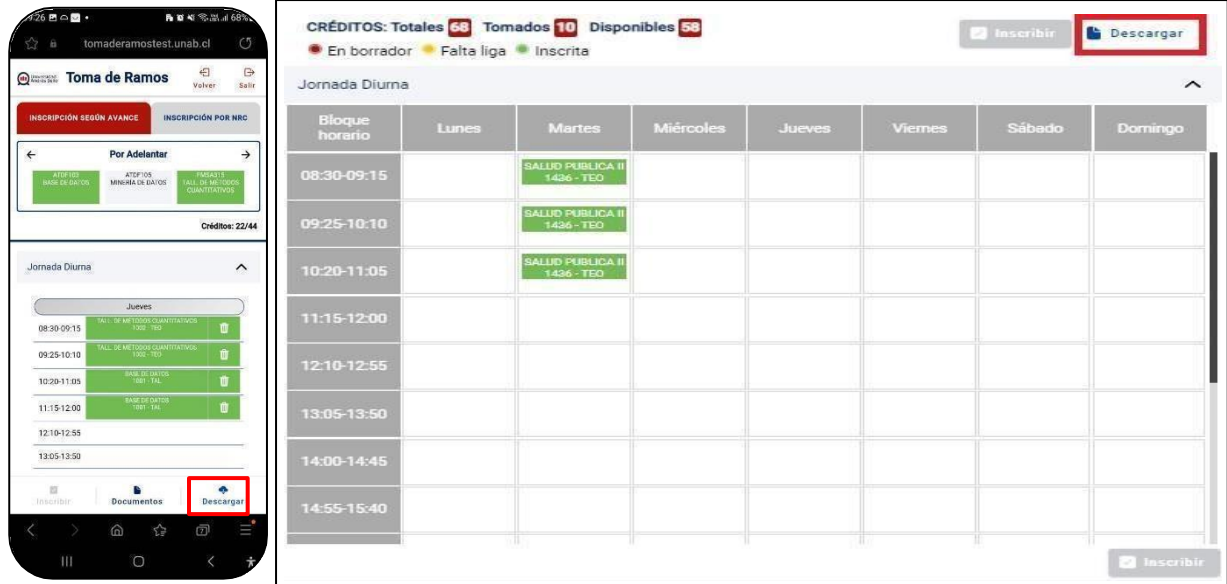 9:26
68%
tomaderamostest.unab.cl
Toma de Ramos
Volver
Salir
INSCRIPCIÓN SEGÚN AVANCE
INSCRIPCIÓN POR NRC
Por Adelantar
BASE DE DATOS
MINERÍA DE DATOS
TALL. DE METODOS
CUANTITATIVOS
Créditos: 22/44
Jornada Diurna
Jueves
08:30-09:15
TALL. DE METODOS CUANTITATIVOS
1002 - TEO
09:25-10:10
TALL. DE METODOS CUANTITATIVOS
1002 - TEO
10:20-11:05
BASE DE DATOS
1001 - TAL
11:15-12:00
BASE DE DATOS
1001 - TAL
12:10-12:55
13:05-13:50
Inscribir
Documentos
Descargar
CRÉDITOS: Totales 68 Tomados 10 Disponibles 58
En borrador Falta liga Inscrita
Inscribir
Descargar
Jornada Diurna
Bloque
horario
Lunes
Martes
Miércoles
Jueves
Viernes
Sábado
Domingo
08:30-09:15
SALUD PUBLICA II
1436 - TEO
09:25-10:10
SALUD PUBLICA II
1436 - TEO
10:20-11:05
SALUD PUBLICA II
1436 - TEO
11:15-12:00
12:10-12:55
13:05-13:50
14:00-14:45
14:55-15:40
Inscribir